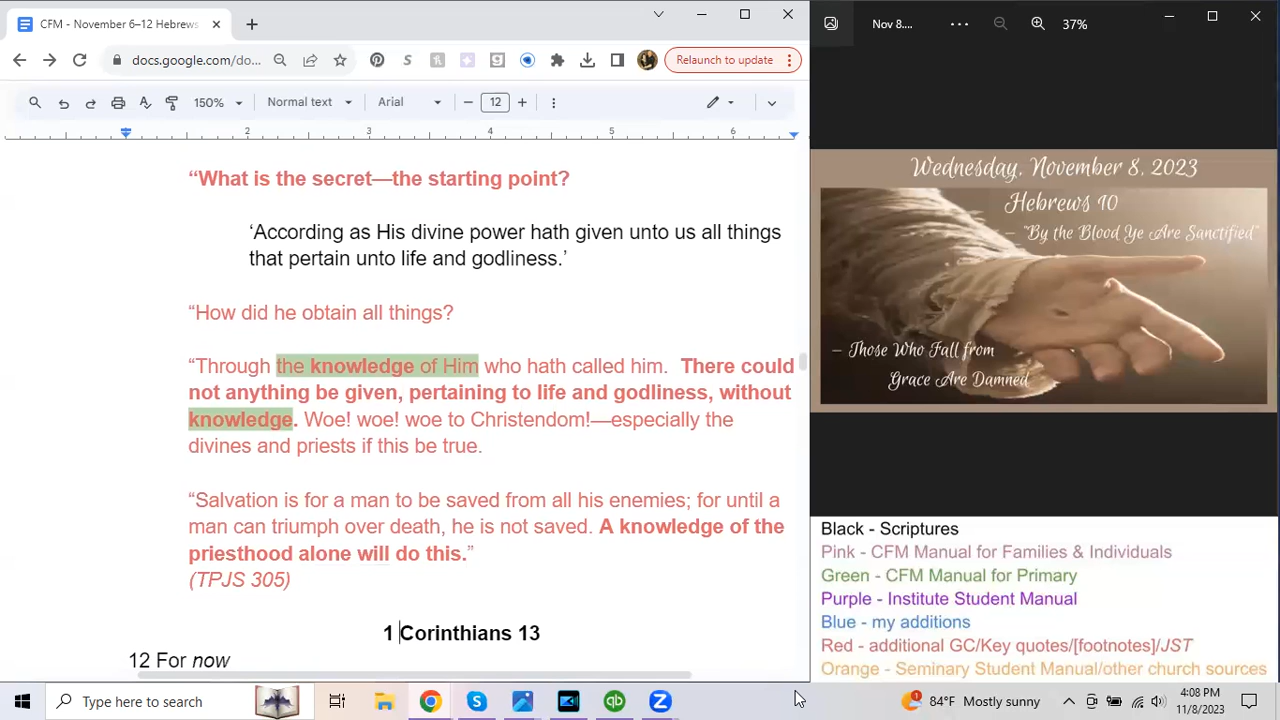 CFM - November 6–12 Hebrews
Nov 8....
37%
docs.google.com/do...
Relaunch to update
150%
Normal text
Arial
12
2
3
4
5
6
“What is the secret—the starting point?
‘According as His divine power hath given unto us all things
that pertain unto life and godliness.’
“How did he obtain all things?
“Through the knowledge of Him who hath called him. There could
not anything be given, pertaining to life and godliness, without
knowledge. Woe! woe! woe to Christendom!—especially the
divines and priests if this be true.
“Salvation is for a man to be saved from all his enemies; for until a
man can triumph over death, he is not saved. A knowledge of the
priesthood alone will do this.”
(TPJS 305)
1 Corinthians 13
12 For now
Wednesday, November 8, 2023
Hebrews 10
– "By the Blood Ye Are Sanctified"
– Those Who Fall from
Grace Are Damned
Black - Scriptures
Pink - CFM Manual for Families & Individuals
Green - CFM Manual for Primary
Purple - Institute Student Manual
Blue - my additions
Red - additional GC/Key quotes/[footnotes]/JST
Orange - Seminary Student Manual/other church sources
Type here to search
84°F Mostly sunny
4:08 PM
11/8/2023